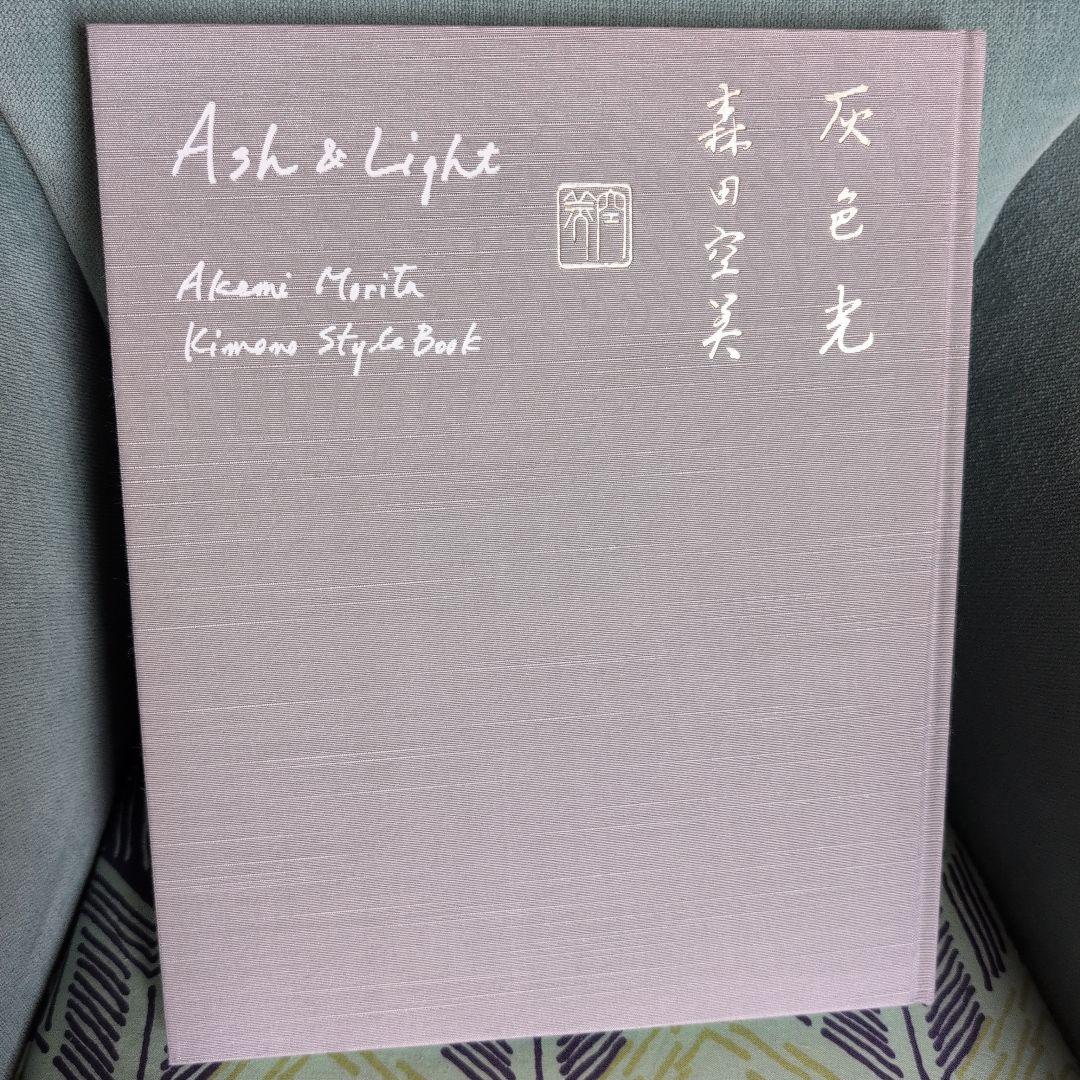 灰色光
森田空美
Ash & Light
Akemi Morita
Kimono Style Book